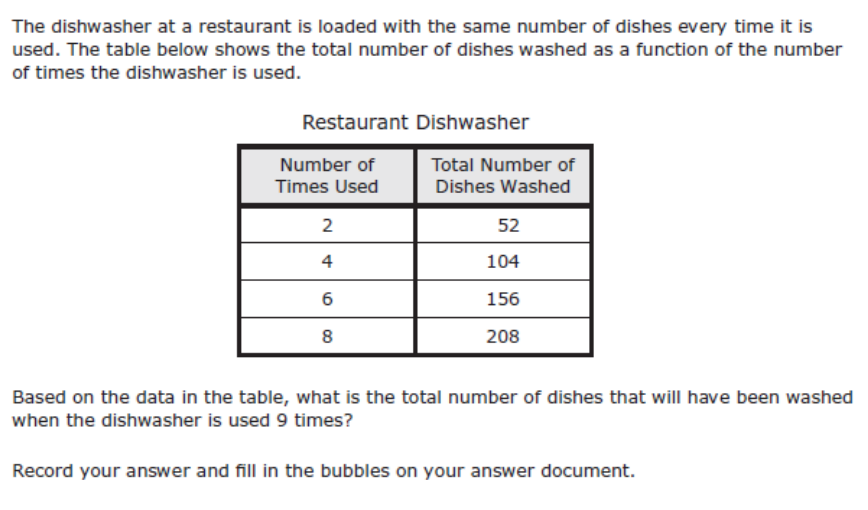 The dishwasher at a restaurant is loaded with the same number of dishes every time it is
used. The table below shows the total number of dishes washed as a function of the number
of times the dishwasher is used.
Restaurant Dishwasher
Number of Times Used | Total Number of Dishes Washed
2 | 52
4 | 104
6 | 156
8 | 208
Based on the data in the table, what is the total number of dishes that will have been washed
when the dishwasher is used 9 times?
Record your answer and fill in the bubbles on your answer document.